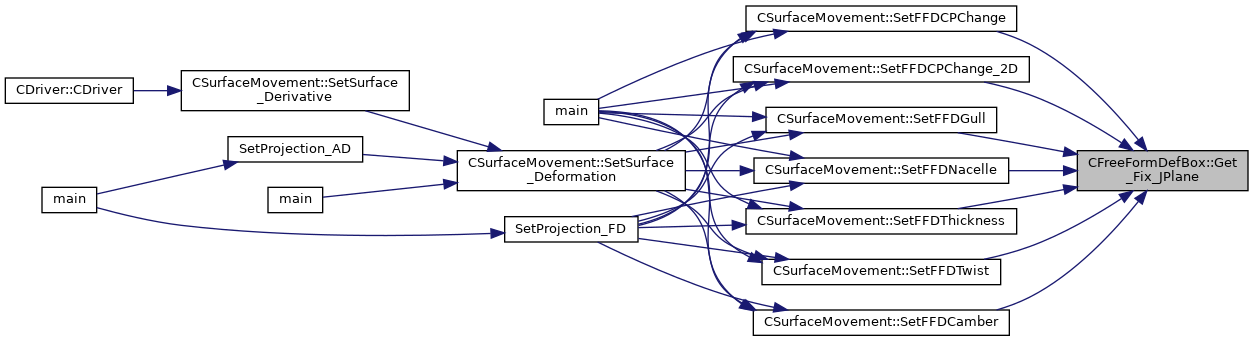 CSurfaceMovement::SetFFDCPChange
CSurfaceMovement::SetFFDCPChange_2D
CSurfaceMovement::SetSurface
_Derivative
CDriver::CDriver
main
CSurfaceMovement::SetFFDGull
SetProjection_AD
CSurfaceMovement::SetSurface
_Deformation
CSurfaceMovement::SetFFDNacelle
CFreeFormDefBox::Get
_Fix_JPlane
main
main
CSurfaceMovement::SetFFDThickness
SetProjection_FD
CSurfaceMovement::SetFFDTwist
CSurfaceMovement::SetFFDCamber